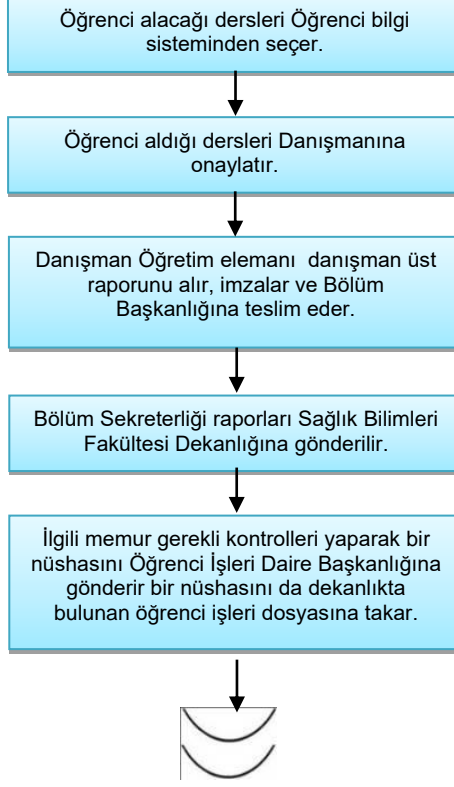 Öğrenci alacağı dersleri Öğrenci bilgi
sisteminden seçer.
Öğrenci aldığı dersleri Danışmanına
onaylatır.
Danışman Öğretim elemanı danışman üst
raporunu alır, imzalar ve Bölüm
Başkanlığına teslim eder.
Bölüm Sekreterliği raporları Sağlık Bilimleri
Fakültesi Dekanlığına gönderilir.
İlgili memur gerekli kontrolleri yaparak bir
nüshasını Öğrenci İşleri Daire Başkanlığına
gönderir bir nüshasını da dekanlıkta
bulunan öğrenci işleri dosyasına takar.